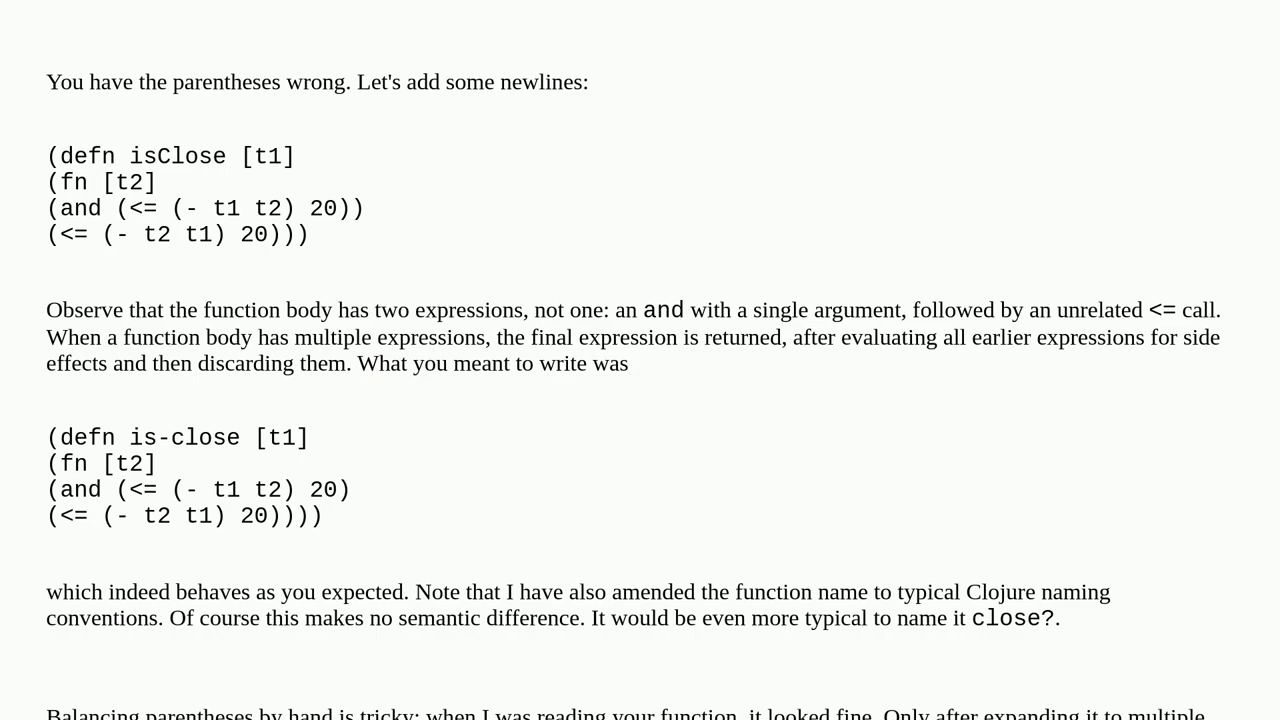 You have the parentheses wrong. Let's add some newlines:
(defn isClose [t1]
(fn [t2]
(and (<= (- t1 t2) 20))
(<= (- t2 t1) 20)))
Observe that the function body has two expressions, not one: an and with a single argument, followed by an unrelated <= call.
When a function body has multiple expressions, the final expression is returned, after evaluating all earlier expressions for side
effects and then discarding them. What you meant to write was
(defn is-close [t1]
(fn [t2]
(and (<= (- t1 t2) 20)
(<= (- t2 t1) 20))))
which indeed behaves as you expected. Note that I have also amended the function name to typical Clojure naming
conventions. Of course this makes no semantic difference. It would be even more typical to name it close?.
Balancing parentheses by hand is tricky: when I was reading your function, it looked fine. Only after expanding it to multiple